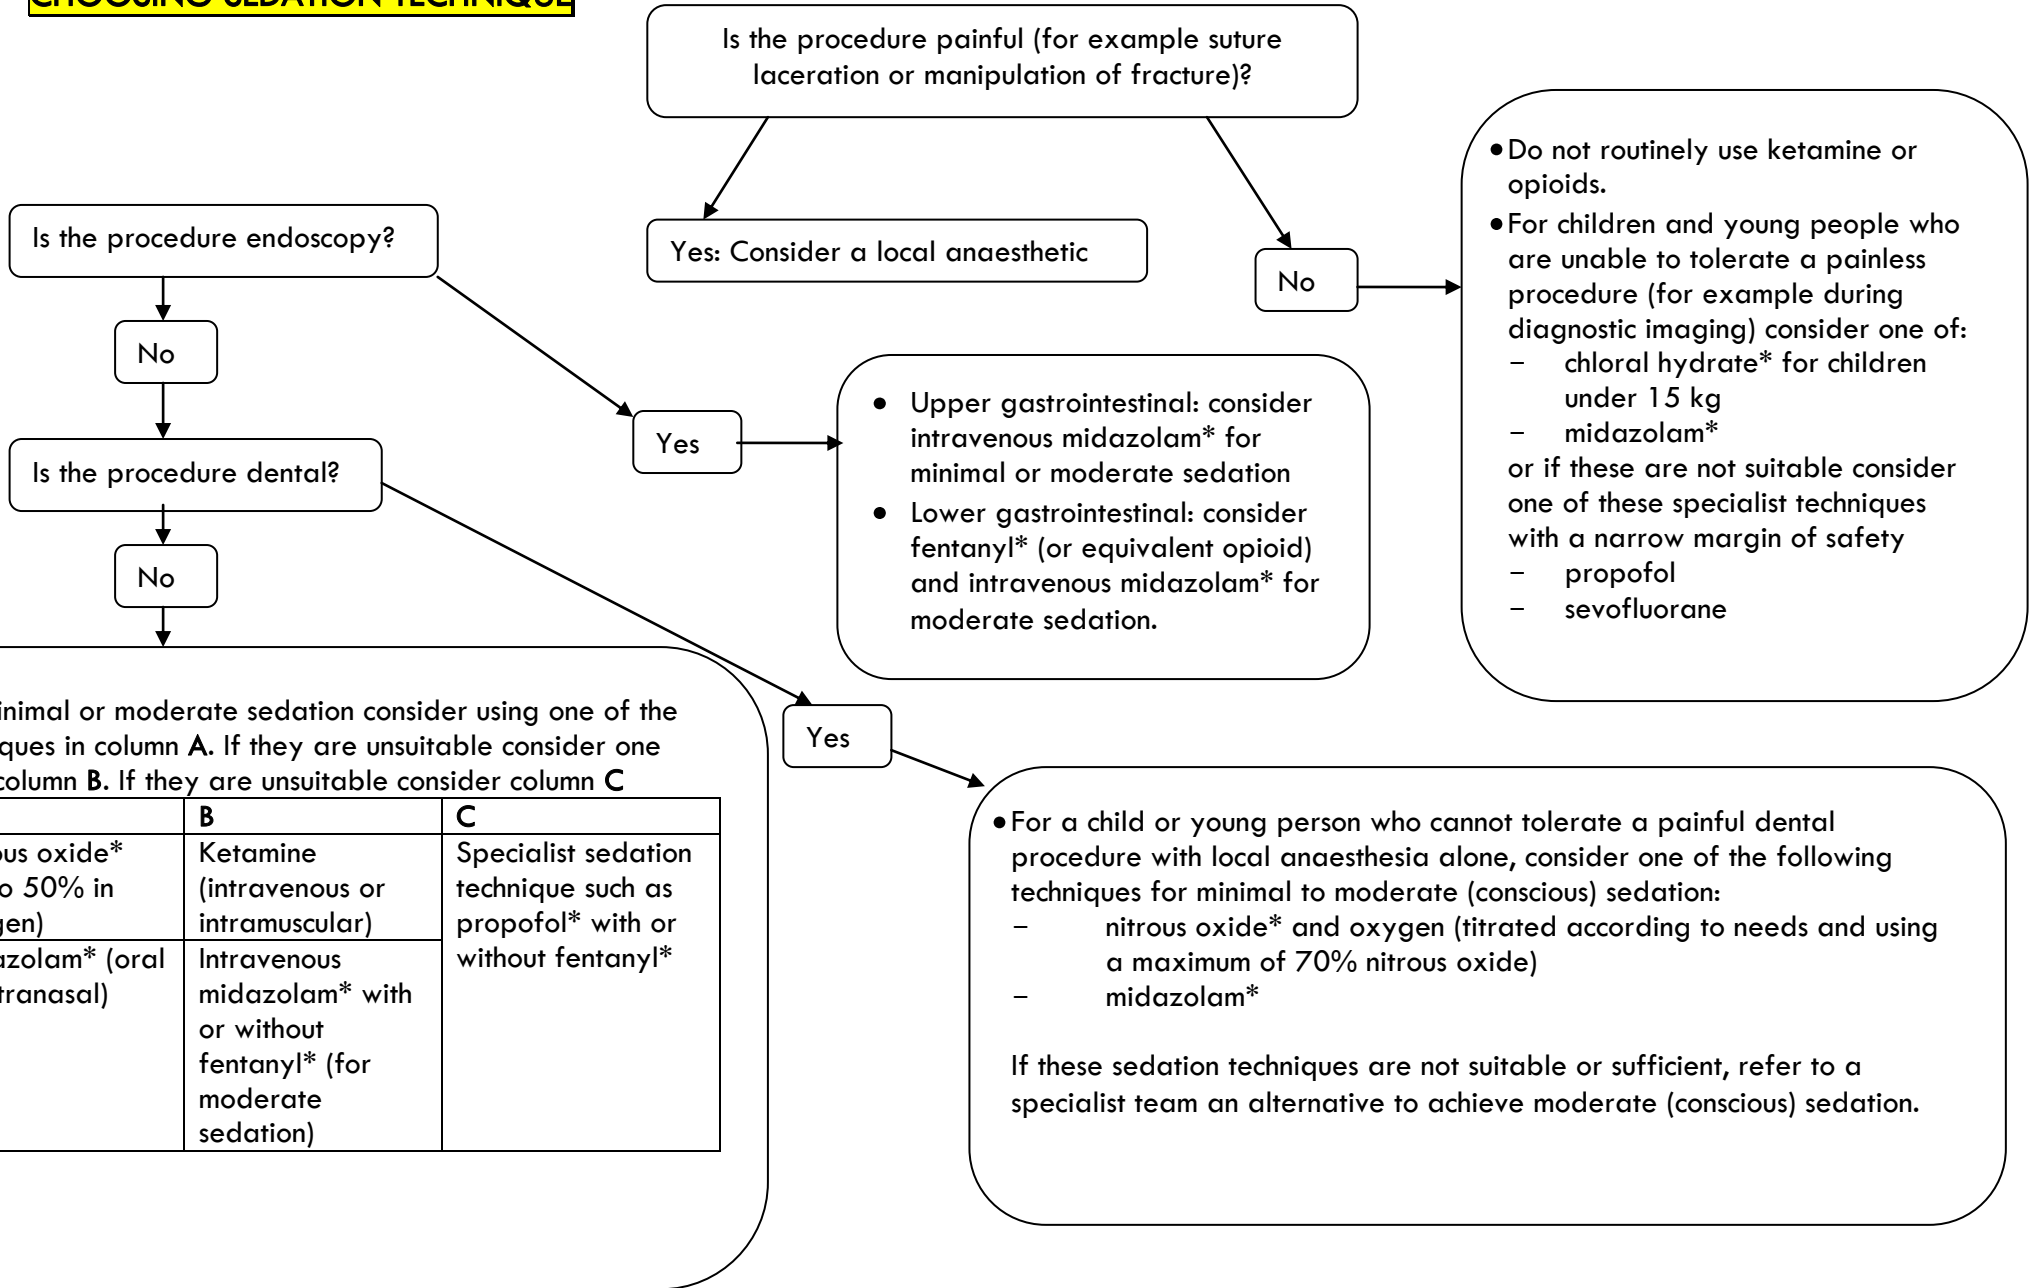 CHOOSING SEDATION TECHNIQUE
Is the procedure painful (for example suture
laceration or manipulation of fracture)?
Yes: Consider a local anaesthetic
No
•Do not routinely use ketamine or
opioids.
•For children and young people who
are unable to tolerate a painless
procedure (for example during
diagnostic imaging) consider one of:
– chloral hydrate* for children
under 15 kg
– midazolam*
or if these are not suitable consider
one of these specialist techniques
with a narrow margin of safety
– propofol
– sevofluorane
Is the procedure endoscopy?
No
Yes
• Upper gastrointestinal: consider
intravenous midazolam* for
minimal or moderate sedation
• Lower gastrointestinal: consider
fentanyl* (or equivalent opioid)
and intravenous midazolam* for
moderate sedation.
Is the procedure dental?
No
Yes
•For a child or young person who cannot tolerate a painful dental
procedure with local anaesthesia alone, consider one of the following
techniques for minimal to moderate (conscious) sedation:
– nitrous oxide* and oxygen (titrated according to needs and using
a maximum of 70% nitrous oxide)
– midazolam*
If these sedation techniques are not suitable or sufficient, refer to a
specialist team an alternative to achieve moderate (conscious) sedation.
or moderate sedation consider using one of the
in column A. If they are unsuitable consider one
column B. If they are unsuitable consider column C
B
C
oxide*
50% in
(oral
Ketamine
(intravenous or
intramuscular)
Intravenous
midazolam* with
or without
fentanyl* (for
moderate
sedation)
Specialist sedation
technique such as
propofol* with or
without fentanyl*